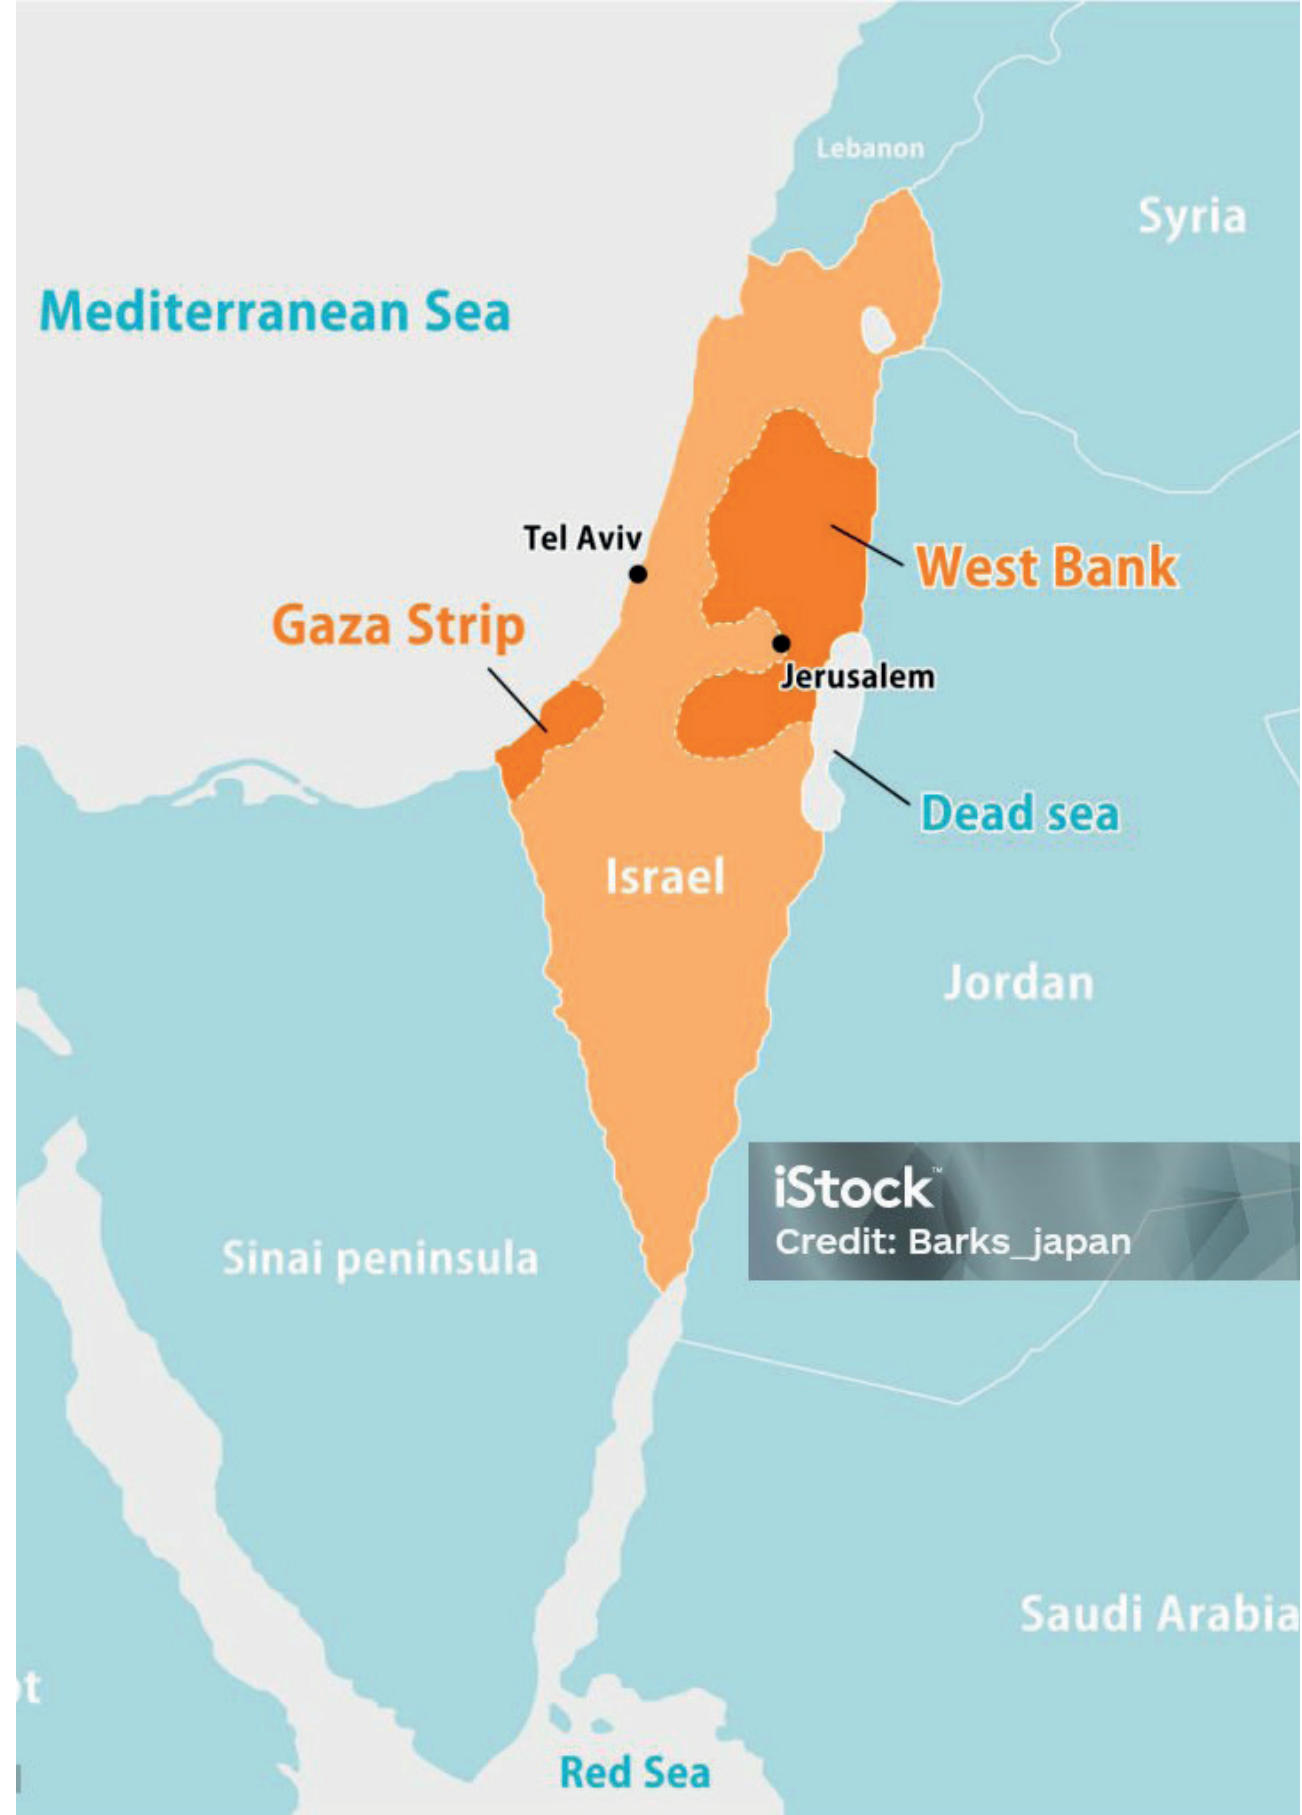 Lebanon
Syria
Mediterranean Sea
Tel Aviv
West Bank
Gaza Strip
Jerusalem
Dead sea
Israel
Jordan
iStock™
Credit: Barks_japan
Sinai peninsula
Saudi Arabia
Red Sea